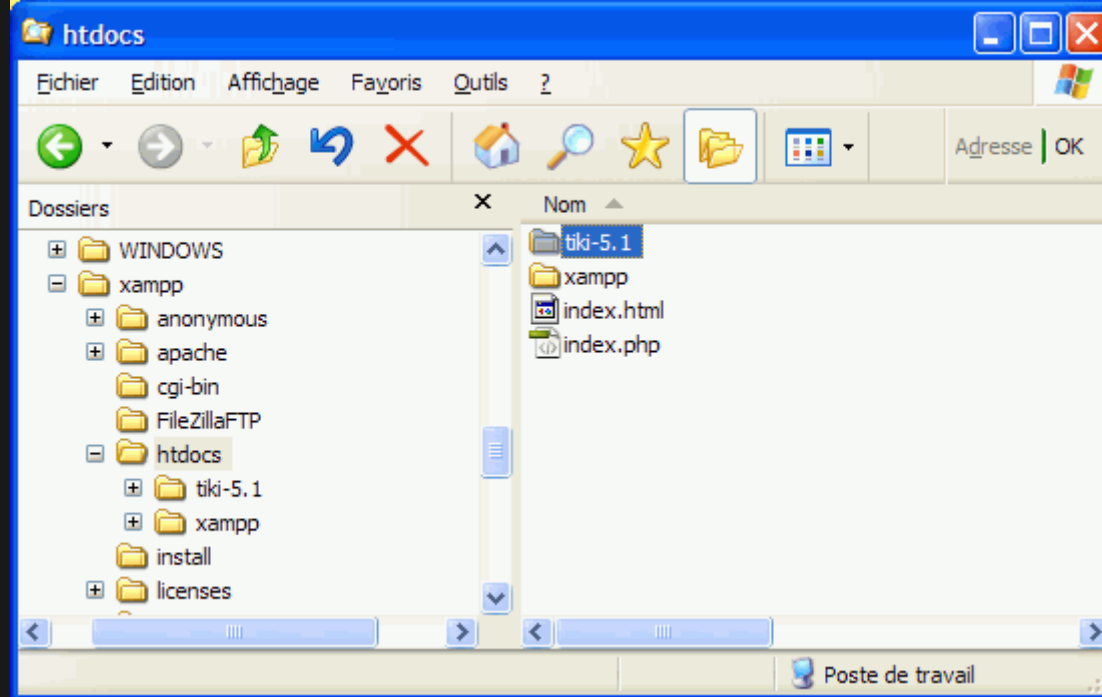 htdocs
Fichier Edition Affichage Favoris Outils ?
Adresse OK
Dossiers
WINDOWS
xampp
anonymous
apache
cgi-bin
FileZillaFTP
htdocs
tiki-5.1
xampp
install
licenses
Nom
tiki-5.1
xampp
index.html
index.php
Poste de travail